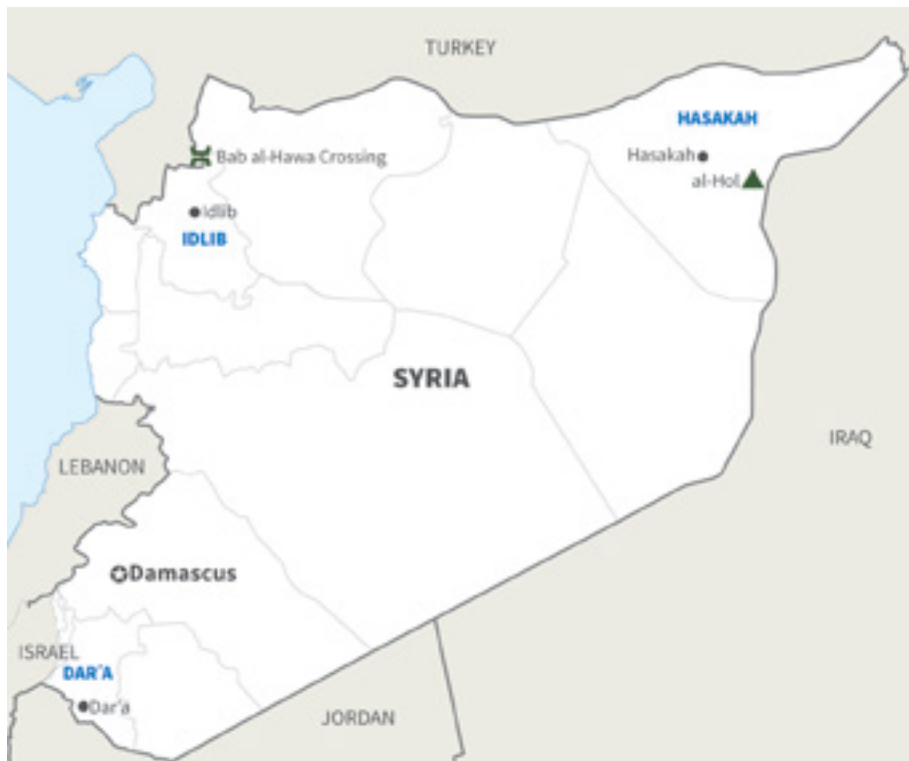 TURKEY
HASAKAH
Bab al-Hawa Crossing
Hasakah
al-Hol
Idlib
IDLIB
SYRIA
IRAQ
LEBANON
Damascus
ISRAEL
DAR'A
Dar'a
JORDAN